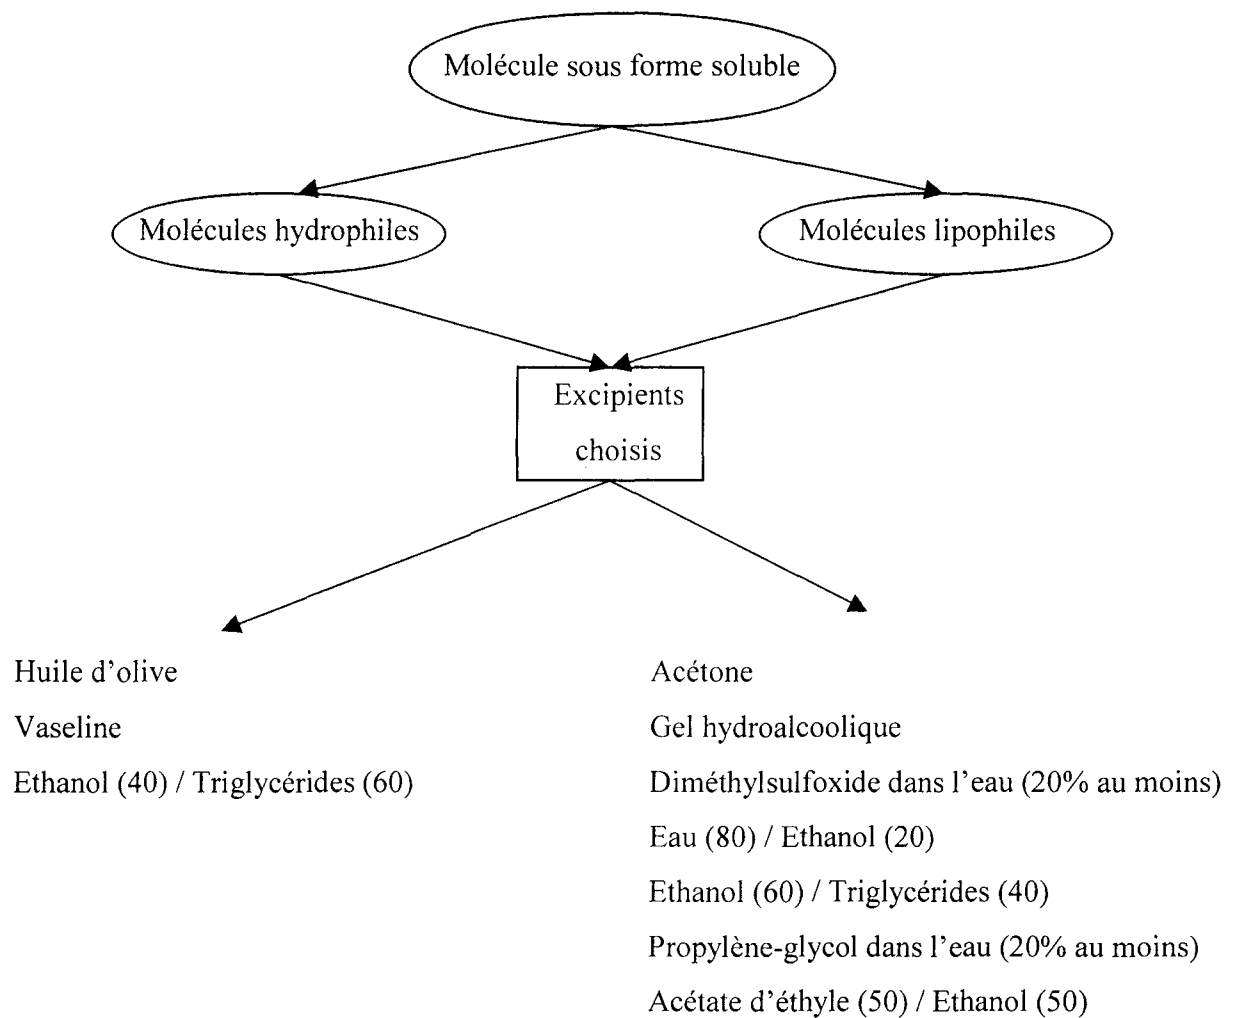 Molécule sous forme soluble
Molécules hydrophiles
Molécules lipophiles
Excipients
choisis
Huile d'olive
Vaseline
Ethanol (40) / Triglycérides (60)
Acétone
Gel hydroalcoolique
Diméthylsulfoxide dans l'eau (20% au moins)
Eau (80) / Ethanol (20)
Ethanol (60) / Triglycérides (40)
Propylène-glycol dans l'eau (20% au moins)
Acétate d'éthyle (50) / Ethanol (50)